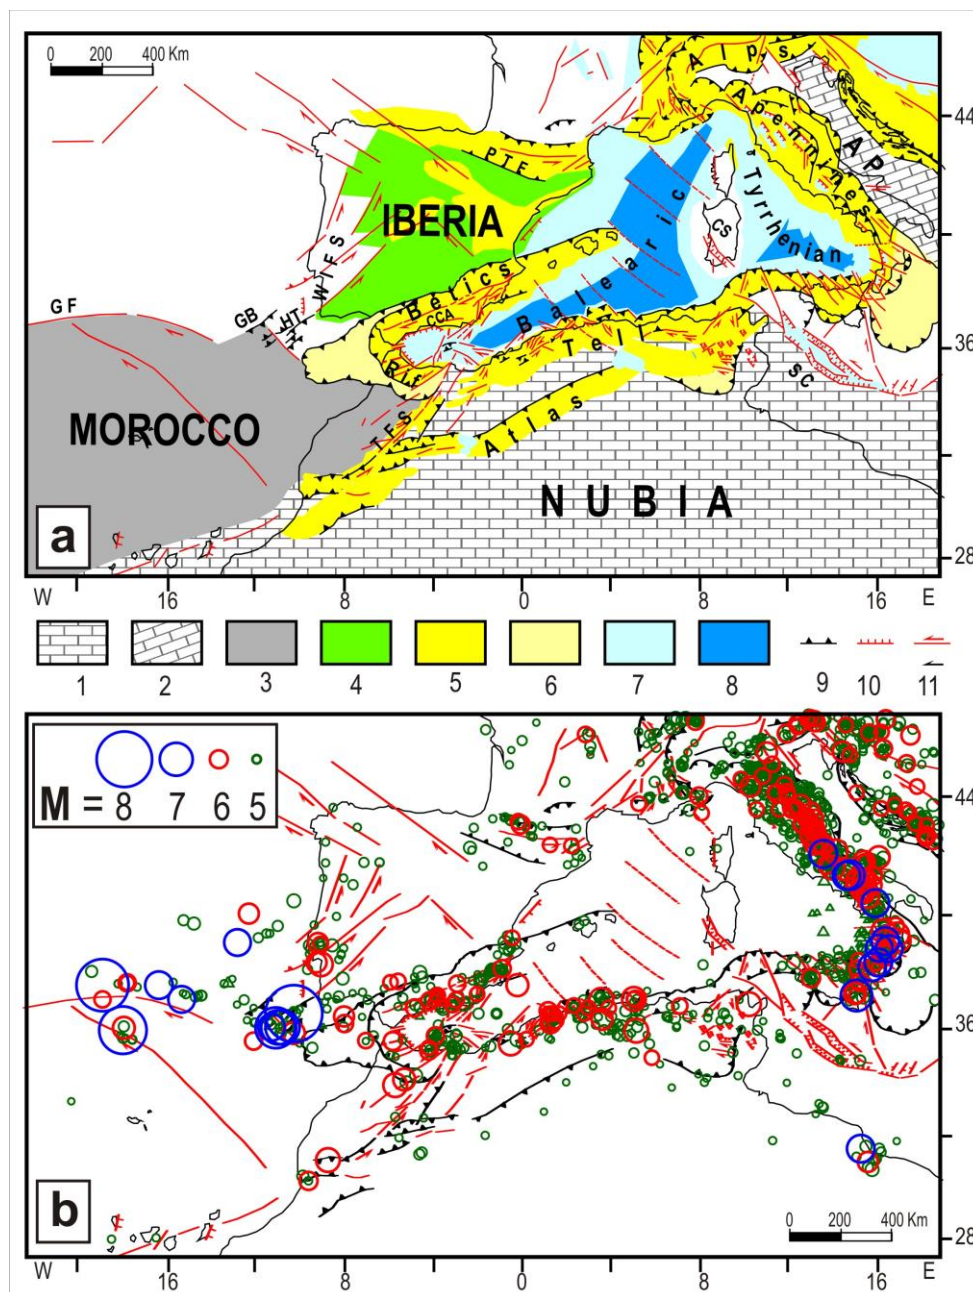 0 200 400 Km
Alps
Apennines
AP
44
PTF
IBERIA
WIFS
Tyrrhenian
CS
Balearic
Betics
CCA
GF
GB
HT
36
Rif
Tel
SC
MOROCCO
TFS
Atlas
NUBIA
a
28
W 16 8 0 8 16 E
1 2 3 4 5 6 7 8 9 10 11
M = 8 7 6 5
44
36
b
0 200 400 Km
28
W 16 8 0 8 16 E